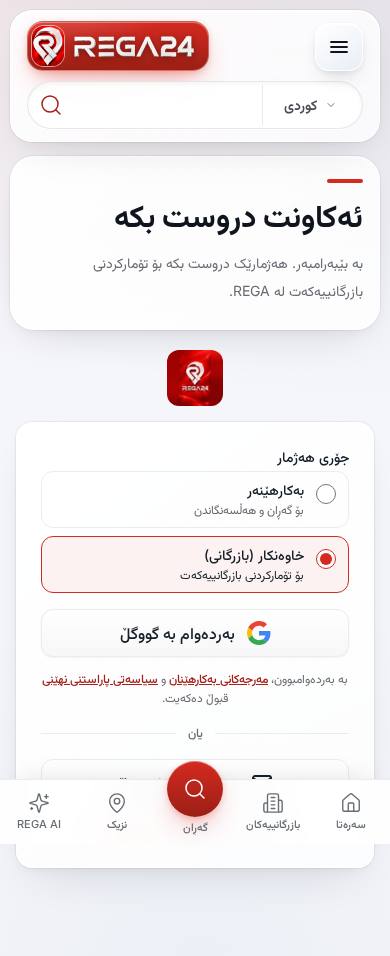 REGA24
کوردی
ئەکاونت دروست بکە
بە بێبەرامبەر. هەژمارێک دروست بکە بۆ تۆمارکردنی
بازرگانییەکەت لە REGA.
REGA24
جۆری هەژمار
بەکارهێنەر
بۆ گەڕان و هەڵسەنگاندن
خاوەنکار (بازرگانی)
بۆ تۆمارکردنی بازرگانییەکەت
بەردەوام بە گووگڵ
بە بەردەوامبوون، مەرجەکانی بەکارهێنان و سیاسەتی پاراستنی نهێنی
قبوڵ دەکەیت.
یان
سەرەتا
بازرگانییەکان
گەڕان
نزیک
REGA AI